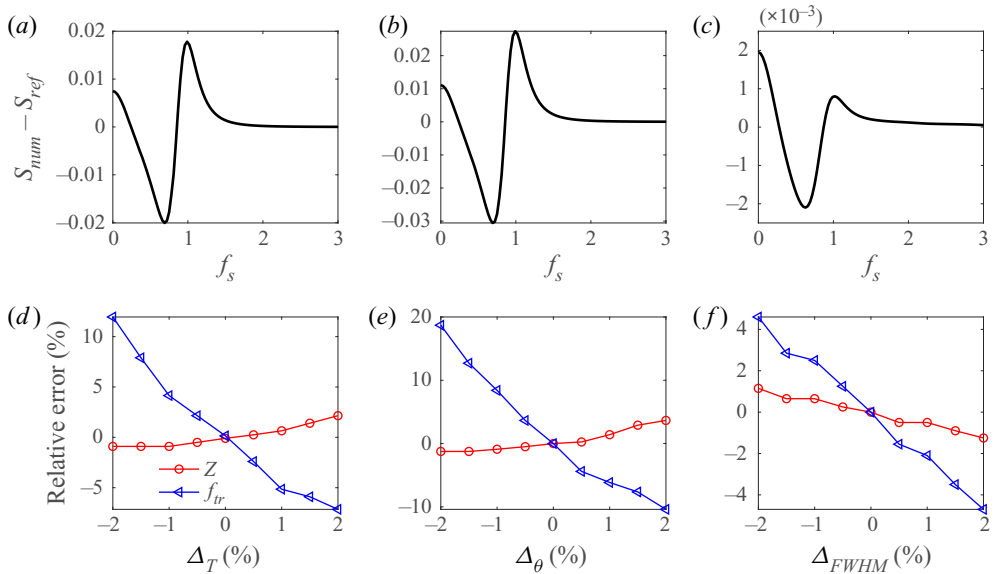 (a) (b) (c) (×10⁻³)
0.02
0.01
0
−0.01
−0.02
S_num − S_ref
0 1 2 3
f_s
0.02
0.01
0
−0.01
0.02
−0.03
0 1 2 3
f_s
2
1
0
−1
−2
0 1 2 3
f_s
(d) (e) (f)
10
5
0
−5
Relative error (%)
Z
f_tr
−2 −1 0 1 2
Δ_T (%)
20
10
0
−10
−2 −1 0 1 2
Δ_θ (%)
4
2
0
−2
−4
−2 −1 0 1 2
Δ_FWHM (%)